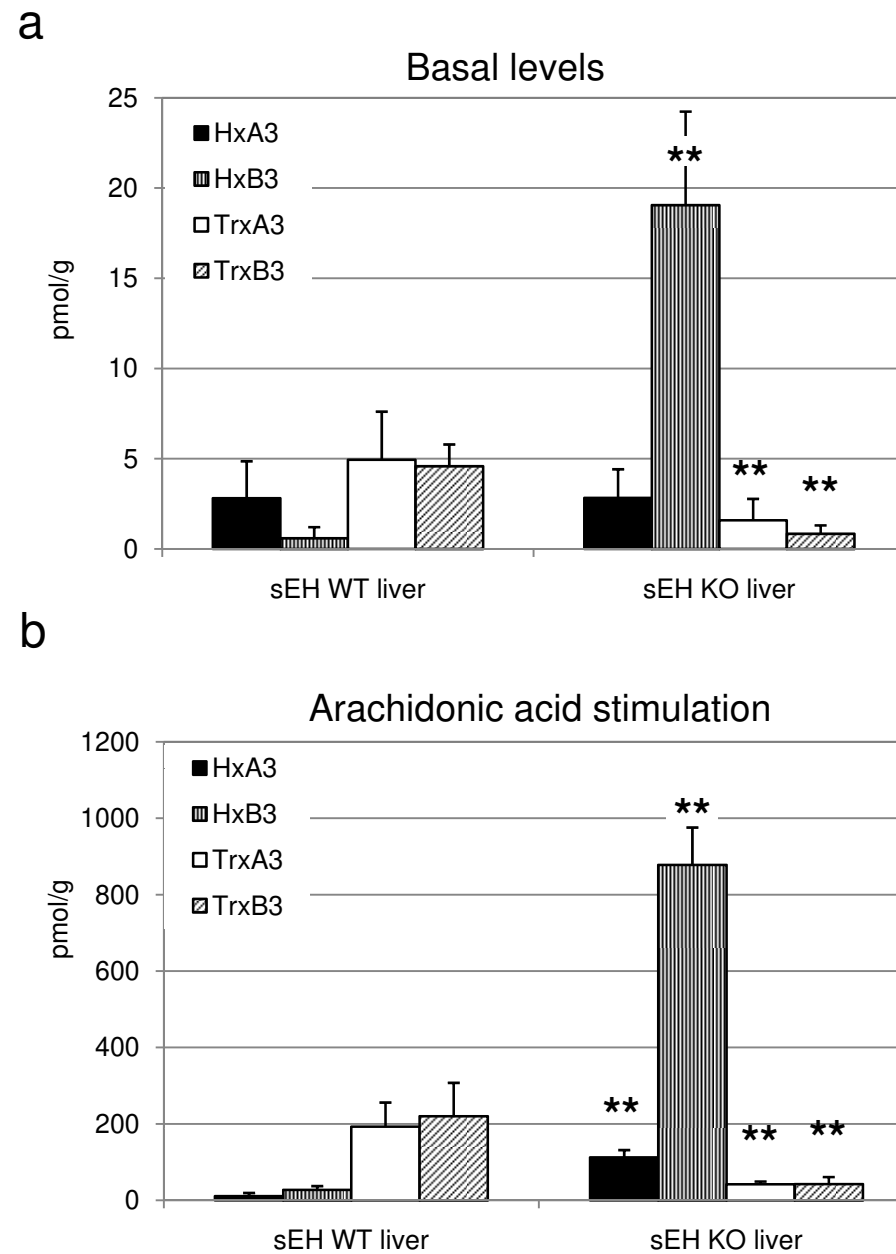 a
Basal levels
25
20
15
10
5
0
pmol/g
HxA3
HxB3
TrxA3
TrxB3
**
**
**
sEH WT liver
sEH KO liver
b
Arachidonic acid stimulation
1200
1000
800
600
400
200
0
pmol/g
HxA3
HxB3
TrxA3
TrxB3
**
**
**
**
sEH WT liver
sEH KO liver